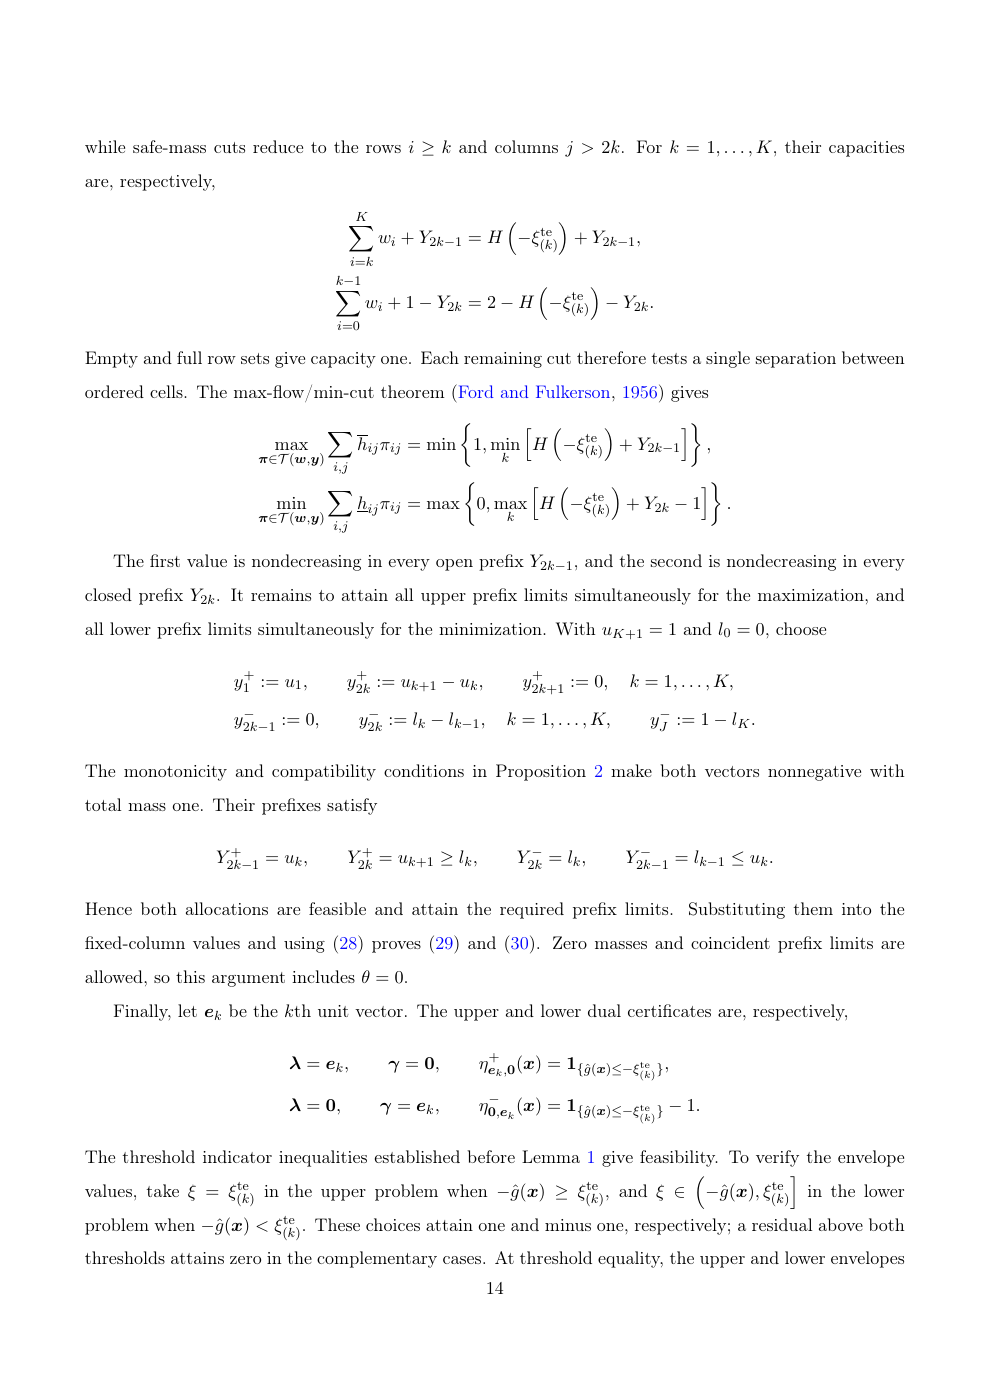 while safe-mass cuts reduce to the rows i ≥ k and columns j > 2k. For k = 1, . . . , K, their capacities
are, respectively,
∑_{i=k}^{K} w_i + Y_{2k−1} = H(−ξ^{te}_{(k)}) + Y_{2k−1},
∑_{i=0}^{k−1} w_i + 1 − Y_{2k} = 2 − H(−ξ^{te}_{(k)}) − Y_{2k}.
Empty and full row sets give capacity one. Each remaining cut therefore tests a single separation between
ordered cells. The max-flow/min-cut theorem (Ford and Fulkerson, 1956) gives
max_{π∈𝒯(w,y)} ∑_{i,j} h̅_{ij}π_{ij} = min{1, min_k [H(−ξ^{te}_{(k)}) + Y_{2k−1}]},
min_{π∈𝒯(w,y)} ∑_{i,j} h̲_{ij}π_{ij} = max{0, max_k [H(−ξ^{te}_{(k)}) + Y_{2k} − 1]}.
The first value is nondecreasing in every open prefix Y_{2k−1}, and the second is nondecreasing in every
closed prefix Y_{2k}. It remains to attain all upper prefix limits simultaneously for the maximization, and
all lower prefix limits simultaneously for the minimization. With u_{K+1} = 1 and l_0 = 0, choose
y^+_1 := u_1, y^+_{2k} := u_{k+1} − u_k, y^+_{2k+1} := 0, k = 1, . . . , K,
y^−_{2k−1} := 0, y^−_{2k} := l_k − l_{k−1}, k = 1, . . . , K, y^−_J := 1 − l_K.
The monotonicity and compatibility conditions in Proposition 2 make both vectors nonnegative with
total mass one. Their prefixes satisfy
Y^+_{2k−1} = u_k, Y^+_{2k} = u_{k+1} ≥ l_k, Y^−_{2k} = l_k, Y^−_{2k−1} = l_{k−1} ≤ u_k.
Hence both allocations are feasible and attain the required prefix limits. Substituting them into the
fixed-column values and using (28) proves (29) and (30). Zero masses and coincident prefix limits are
allowed, so this argument includes θ = 0.
Finally, let e_k be the kth unit vector. The upper and lower dual certificates are, respectively,
λ = e_k, γ = 0, η^+_{e_k,0}(x) = 1_{{ĝ(x)≤−ξ^{te}_{(k)}}},
λ = 0, γ = e_k, η^−_{0,e_k}(x) = 1_{{ĝ(x)≤−ξ^{te}_{(k)}}} − 1.
The threshold indicator inequalities established before Lemma 1 give feasibility. To verify the envelope
values, take ξ = ξ^{te}_{(k)} in the upper problem when −ĝ(x) ≥ ξ^{te}_{(k)}, and ξ ∈ (−ĝ(x), ξ^{te}_{(k)}] in the lower
problem when −ĝ(x) < ξ^{te}_{(k)}. These choices attain one and minus one, respectively; a residual above both
thresholds attains zero in the complementary cases. At threshold equality, the upper and lower envelopes
14